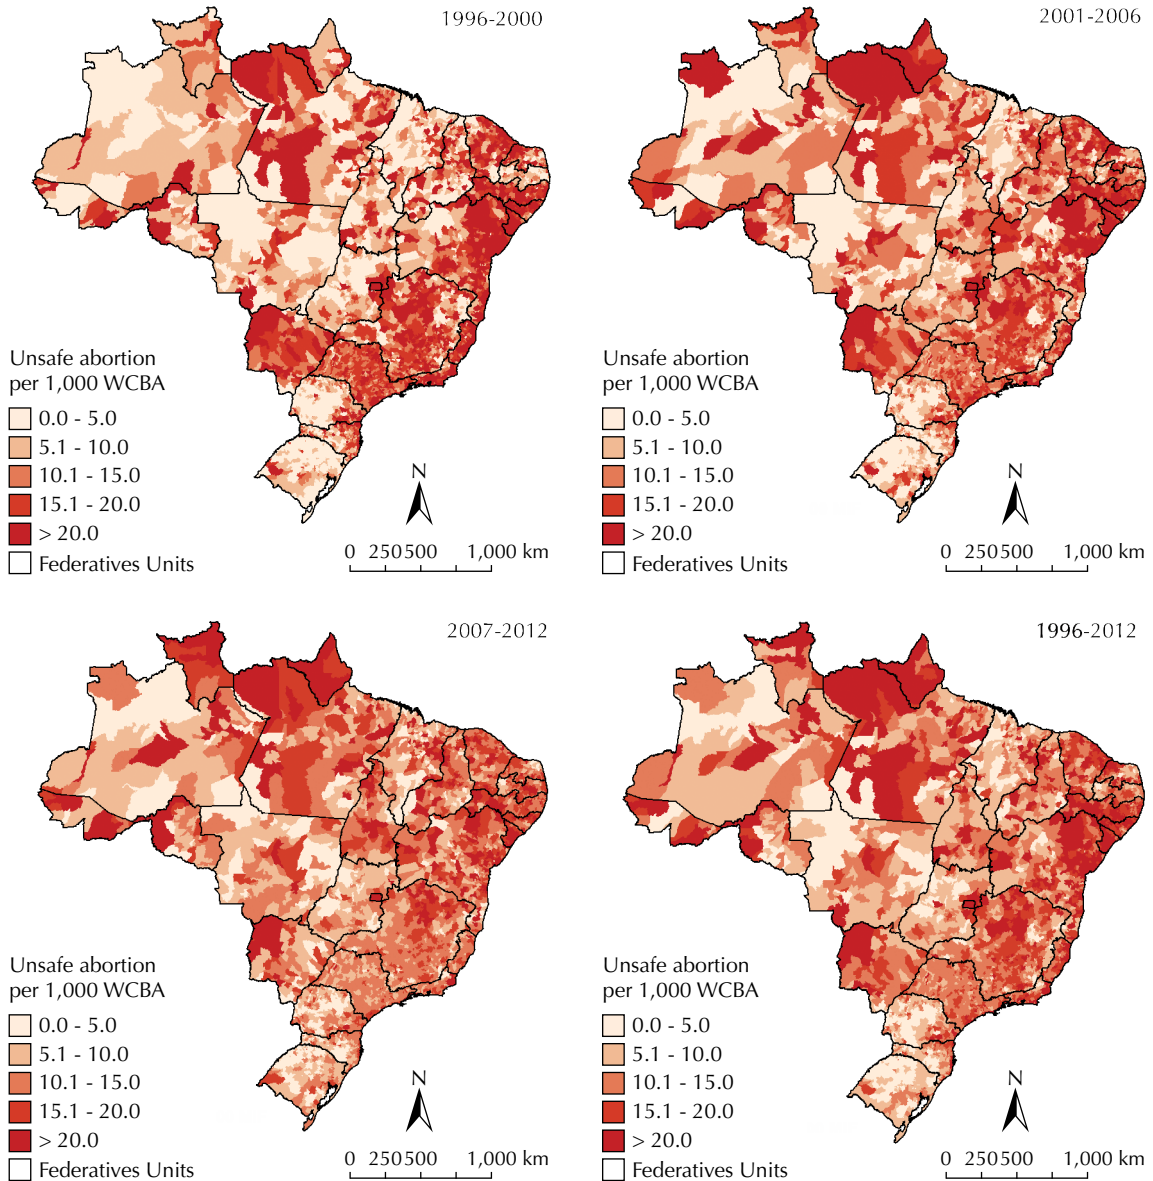 1996-2000
Unsafe abortion
per 1,000 WCBA
0.0 - 5.0
5.1 - 10.0
10.1 - 15.0
15.1 - 20.0
> 20.0
Federatives Units
N
0 250500 1,000 km
2001-2006
Unsafe abortion
per 1,000 WCBA
0.0 - 5.0
5.1 - 10.0
10.1 - 15.0
15.1 - 20.0
> 20.0
Federatives Units
N
0 250500 1,000 km
2007-2012
Unsafe abortion
per 1,000 WCBA
0.0 - 5.0
5.1 - 10.0
10.1 - 15.0
15.1 - 20.0
> 20.0
Federatives Units
N
0 250500 1,000 km
1996-2012
Unsafe abortion
per 1,000 WCBA
0.0 - 5.0
5.1 - 10.0
10.1 - 15.0
15.1 - 20.0
> 20.0
Federatives Units
N
0 250500 1,000 km